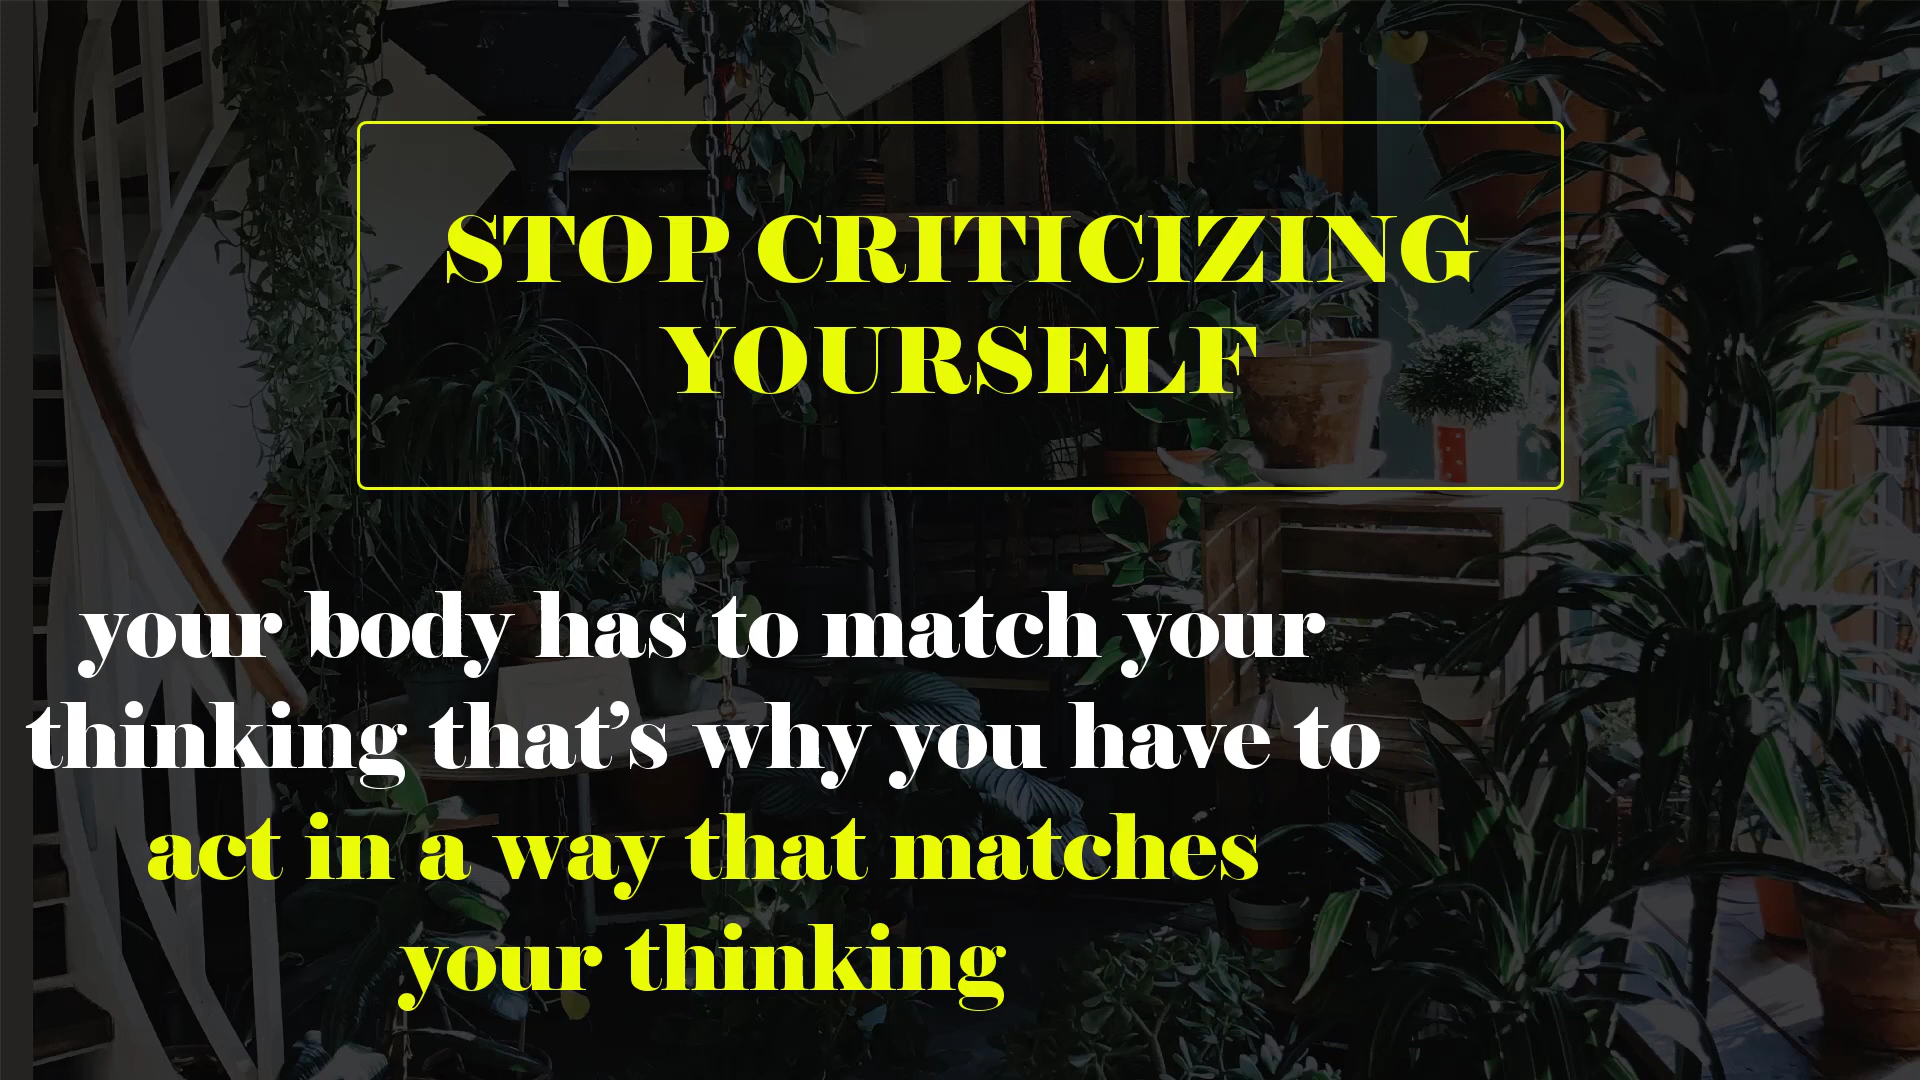 STOP CRITICIZING
YOURSELF
your body has to match your
thinking that’s why you have to
act in a way that matches
your thinking